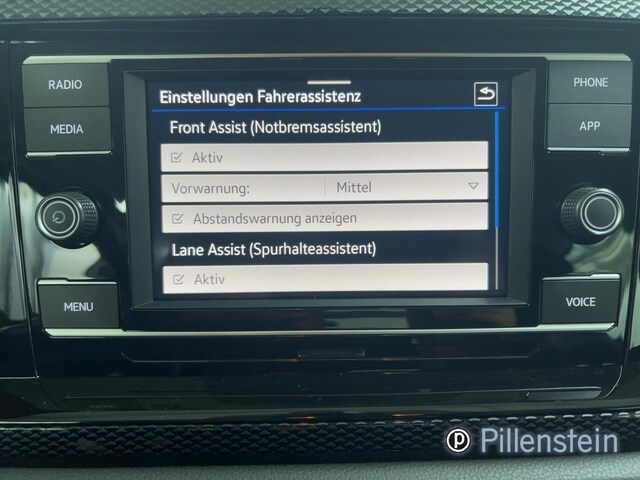 RADIO
MEDIA
MENU
Einstellungen Fahrerassistenz
Front Assist (Notbremsassistent)
Aktiv
Vorwarnung: Mittel
Abstandswarnung anzeigen
Lane Assist (Spurhalteassistent)
Aktiv
PHONE
APP
VOICE
P Pillenstein